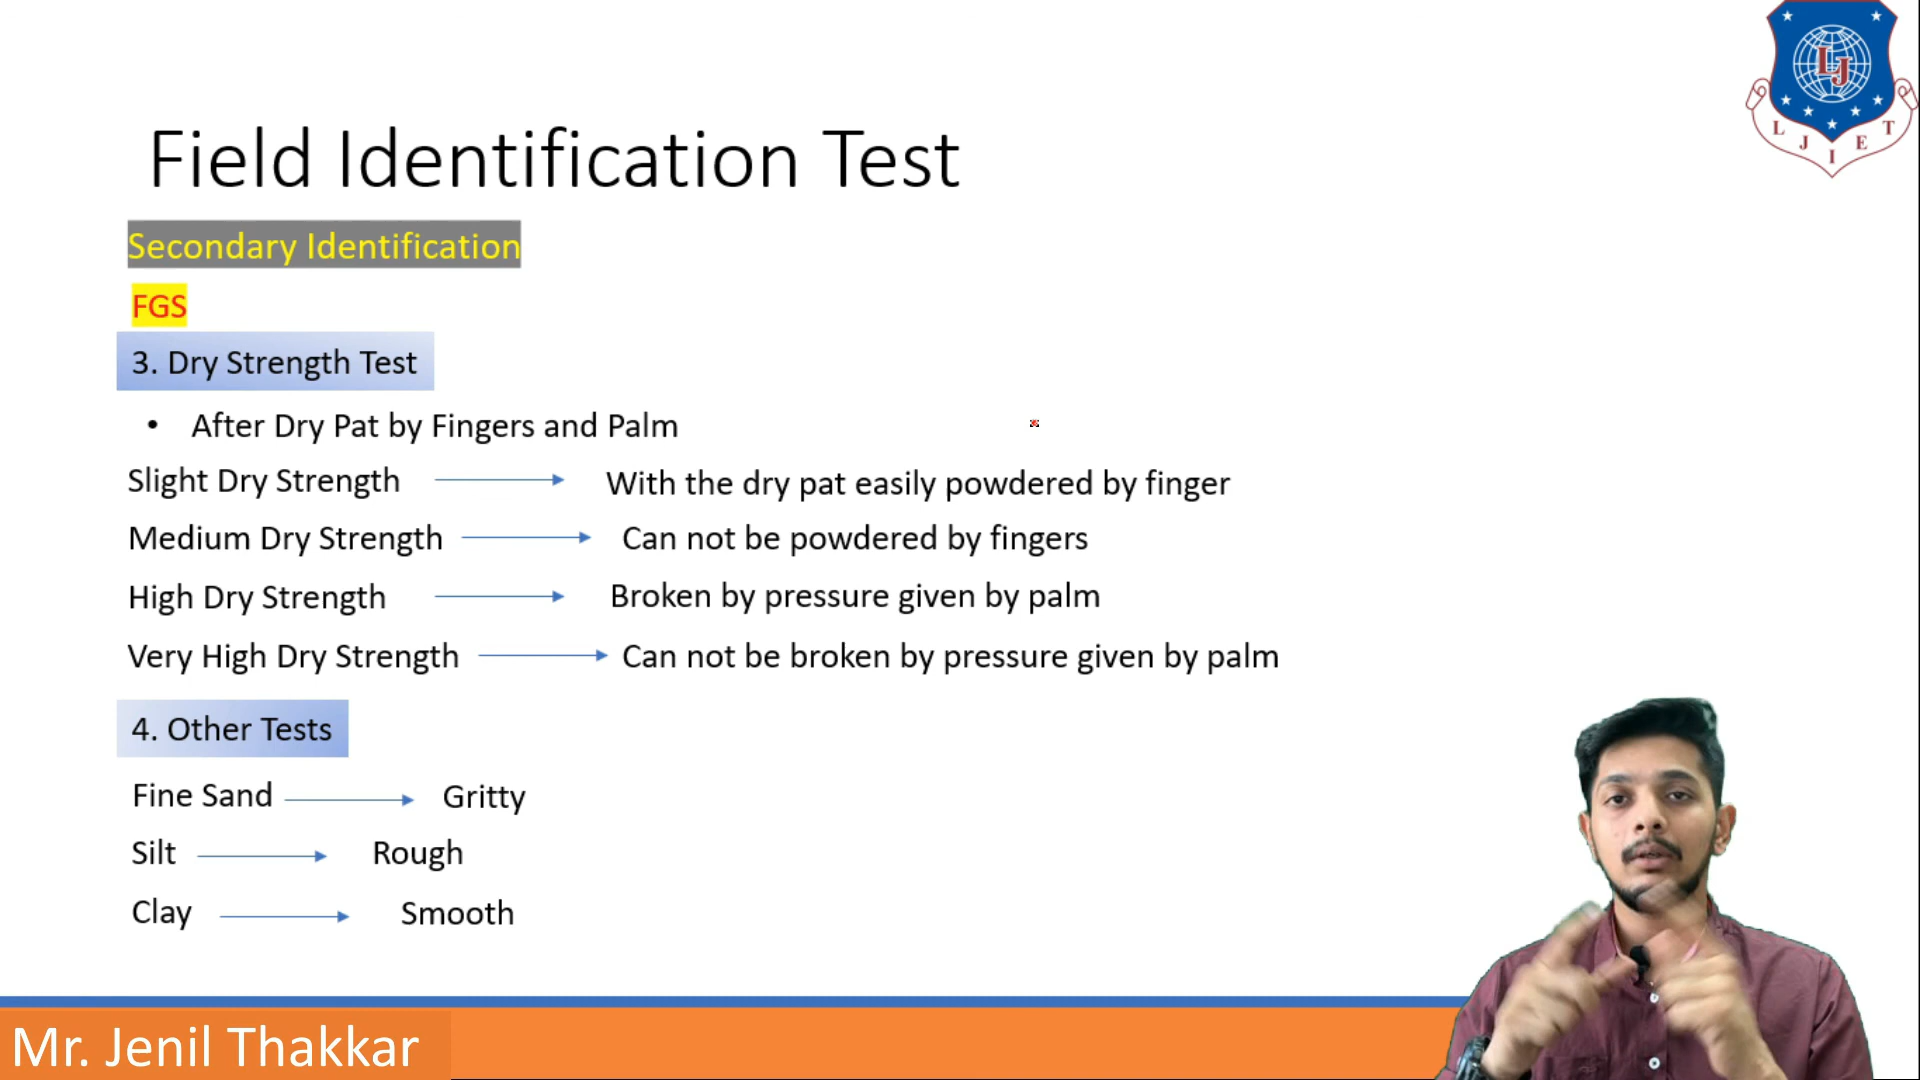 L J I E T
Field Identification Test
Secondary Identification
FGS
3. Dry Strength Test
• After Dry Pat by Fingers and Palm
Slight Dry Strength With the dry pat easily powdered by finger
Medium Dry Strength Can not be powdered by fingers
High Dry Strength Broken by pressure given by palm
Very High Dry Strength Can not be broken by pressure given by palm
4. Other Tests
Fine Sand Gritty
Silt Rough
Clay Smooth
Mr. Jenil Thakkar